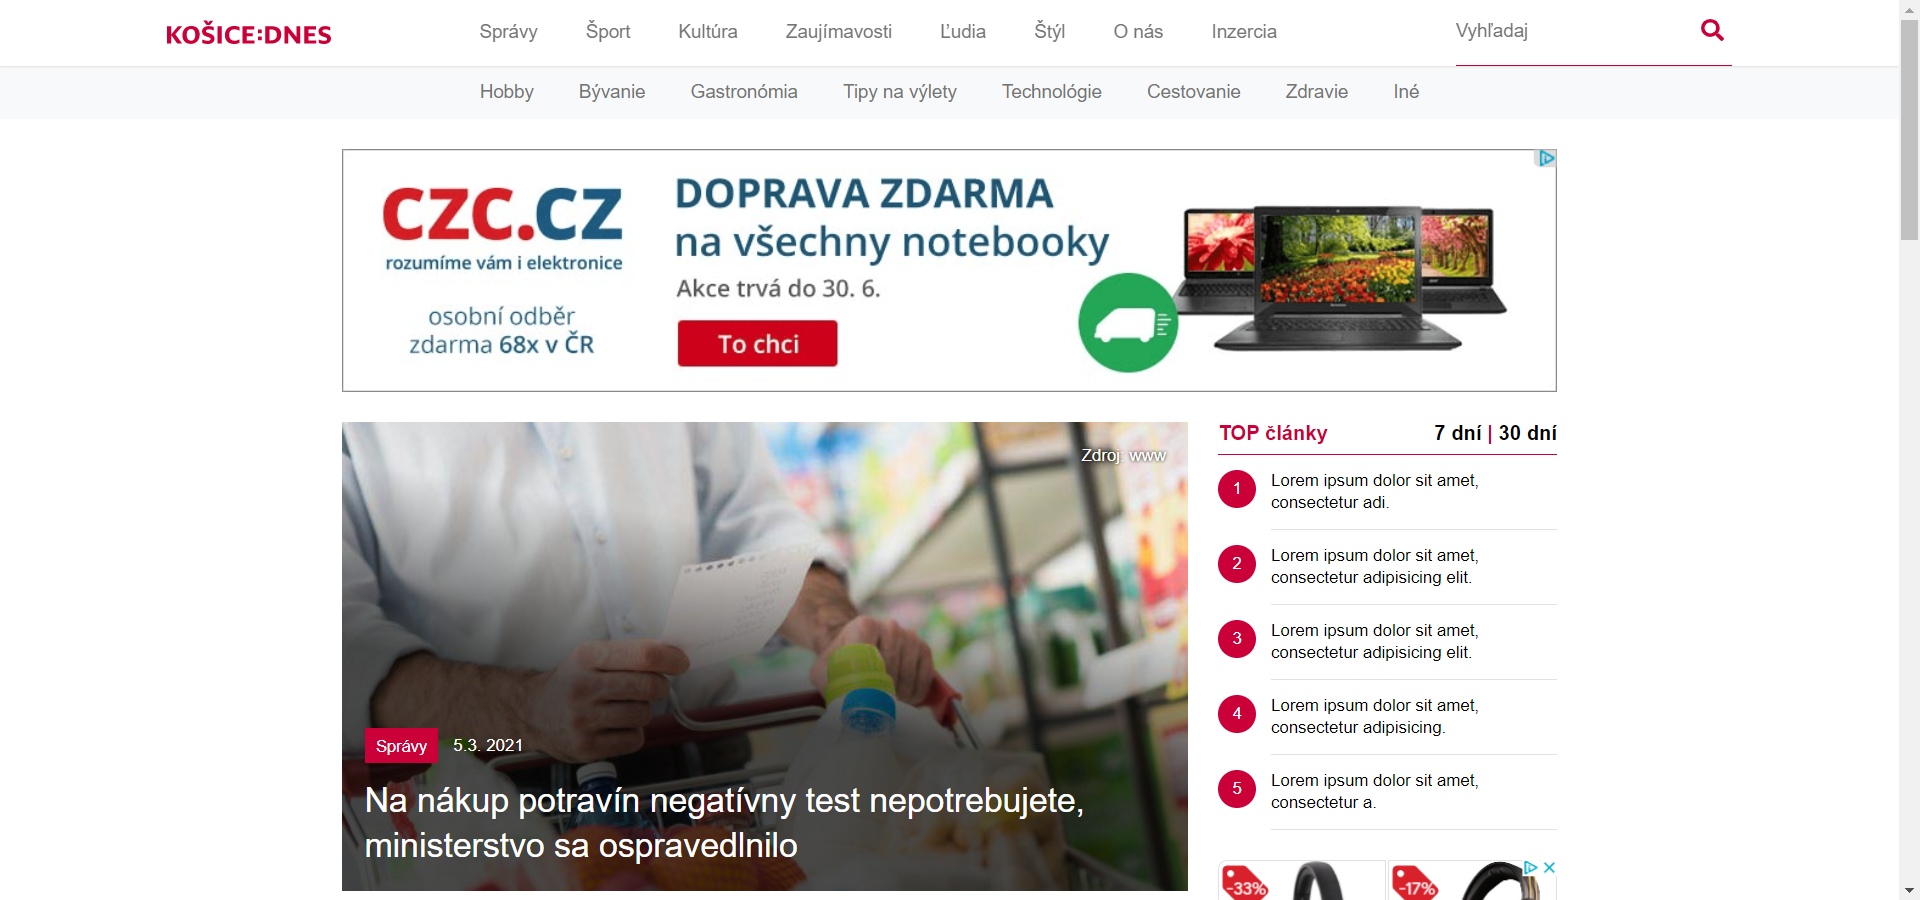 KOŠICE:DNES
Správy Šport Kultúra Zaujímavosti Ľudia Štýl O nás Inzercia Vyhľadaj
Hobby Bývanie Gastronómia Tipy na výlety Technológie Cestovanie Zdravie Iné
CZC.CZ
rozumíme vám i elektronice
osobní odběr
zdarma 68x v ČR
DOPRAVA ZDARMA
na všechny notebooky
Akce trvá do 30. 6.
To chci
Zdroj: www
Správy 5.3. 2021
Na nákup potravín negatívny test nepotrebujete,
ministerstvo sa ospravedlnilo
TOP články 7 dní | 30 dní
1 Lorem ipsum dolor sit amet,
consectetur adi.
2 Lorem ipsum dolor sit amet,
consectetur adipisicing elit.
3 Lorem ipsum dolor sit amet,
consectetur adipisicing elit.
4 Lorem ipsum dolor sit amet,
consectetur adipisicing.
5 Lorem ipsum dolor sit amet,
consectetur a.
-33% -17%